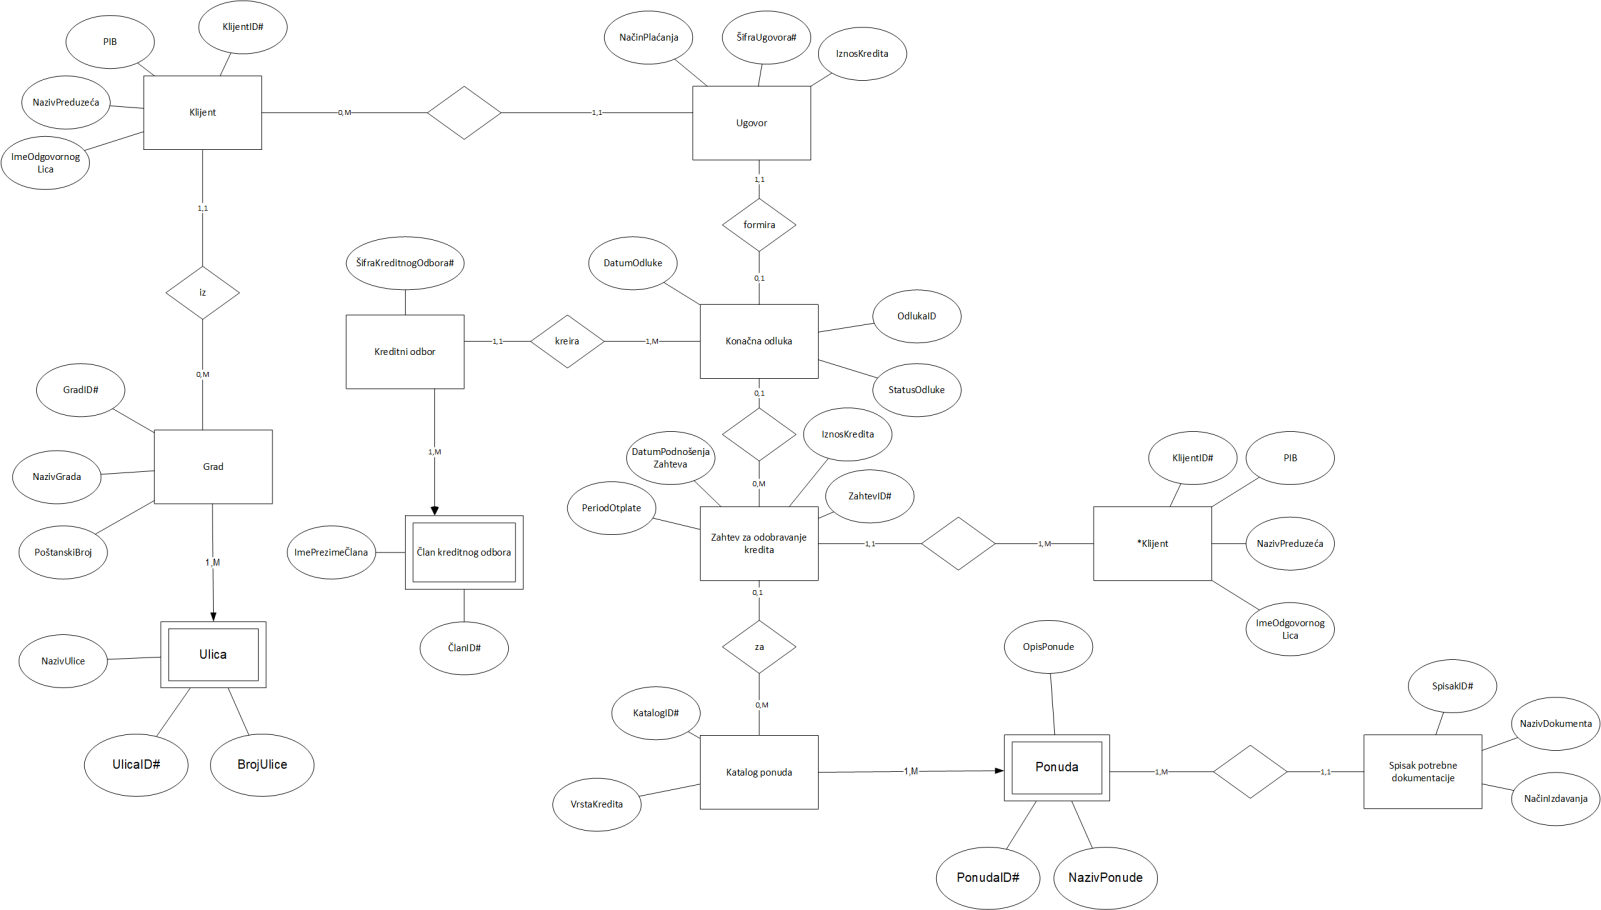 KlijentID#
PIB
NazivPreduzeća
ImeOdgovornog
Lica
Klijent
0,M
1,1
NačinPlaćanja
ŠifraUgovora#
IznosKredita
Ugovor
1,1
formira
0,1
1,1
iz
0,M
ŠifraKreditnogOdbora#
DatumOdluke
OdlukaID
StatusOdluke
Kreditni odbor
1,1
kreira
1,M
Konačna odluka
0,1
0,M
GradID#
NazivGrada
PoštanskiBroj
Grad
1,M
1,M
ImePrezimeČlana
Član kreditnog odbora
ČlanID#
DatumPodnošenja
Zahteva
IznosKredita
PeriodOtplate
ZahtevID#
Zahtev za odobravanje
kredita
1,1
1,M
KlijentID#
PIB
*Klijent
NazivPreduzeća
ImeOdgovornog
Lica
0,1
za
0,M
NazivUlice
Ulica
UlicaID#
BrojUlice
KatalogID#
VrstaKredita
Katalog ponuda
1,M
OpisPonude
Ponuda
PonudaID#
NazivPonude
1,M
1,1
SpisakID#
NazivDokumenta
Spisak potrebne
dokumentacije
NačinIzdavanja